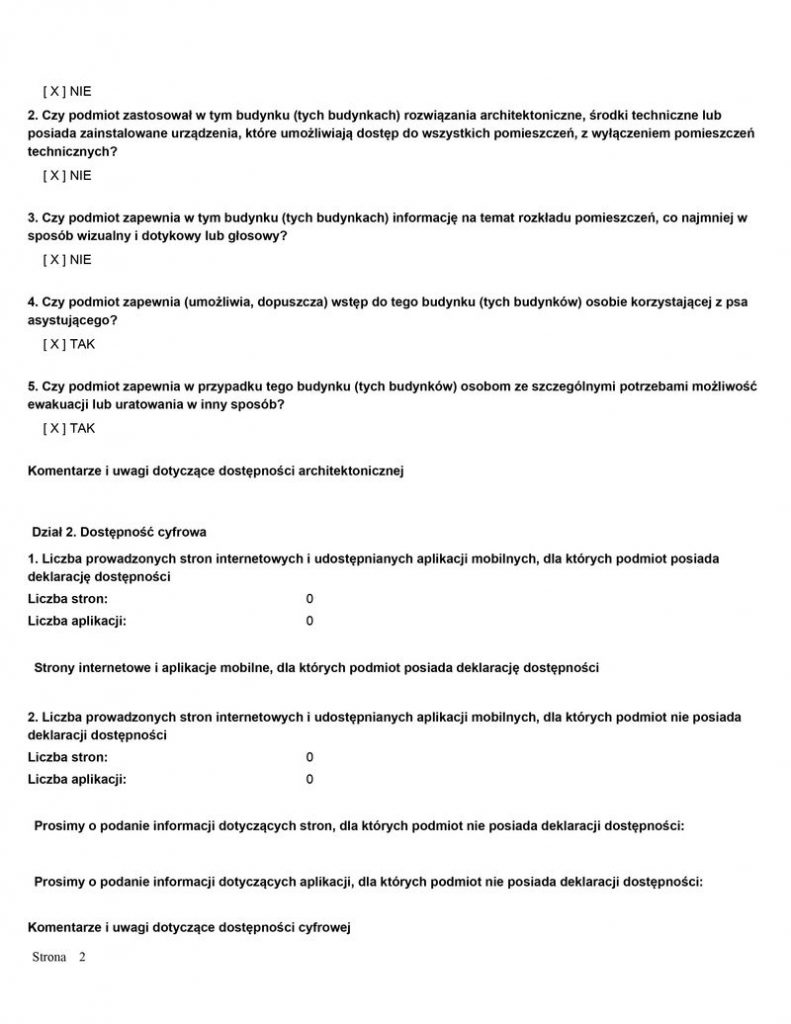 [ X ] NIE
2. Czy podmiot zastosował w tym budynku (tych budynkach) rozwiązania architektoniczne, środki techniczne lub
posiada zainstalowane urządzenia, które umożliwiają dostęp do wszystkich pomieszczeń, z wyłączeniem pomieszczeń
technicznych?
[ X ] NIE
3. Czy podmiot zapewnia w tym budynku (tych budynkach) informację na temat rozkładu pomieszczeń, co najmniej w
sposób wizualny i dotykowy lub głosowy?
[ X ] NIE
4. Czy podmiot zapewnia (umożliwia, dopuszcza) wstęp do tego budynku (tych budynków) osobie korzystającej z psa
asystującego?
[ X ] TAK
5. Czy podmiot zapewnia w przypadku tego budynku (tych budynków) osobom ze szczególnymi potrzebami możliwość
ewakuacji lub uratowania w inny sposób?
[ X ] TAK
Komentarze i uwagi dotyczące dostępności architektonicznej
Dział 2. Dostępność cyfrowa
1. Liczba prowadzonych stron internetowych i udostępnianych aplikacji mobilnych, dla których podmiot posiada
deklarację dostępności
Liczba stron: 0
Liczba aplikacji: 0
Strony internetowe i aplikacje mobilne, dla których podmiot posiada deklarację dostępności
2. Liczba prowadzonych stron internetowych i udostępnianych aplikacji mobilnych, dla których podmiot nie posiada
deklaracji dostępności
Liczba stron: 0
Liczba aplikacji: 0
Prosimy o podanie informacji dotyczących stron, dla których podmiot nie posiada deklaracji dostępności:
Prosimy o podanie informacji dotyczących aplikacji, dla których podmiot nie posiada deklaracji dostępności:
Komentarze i uwagi dotyczące dostępności cyfrowej
Strona 2